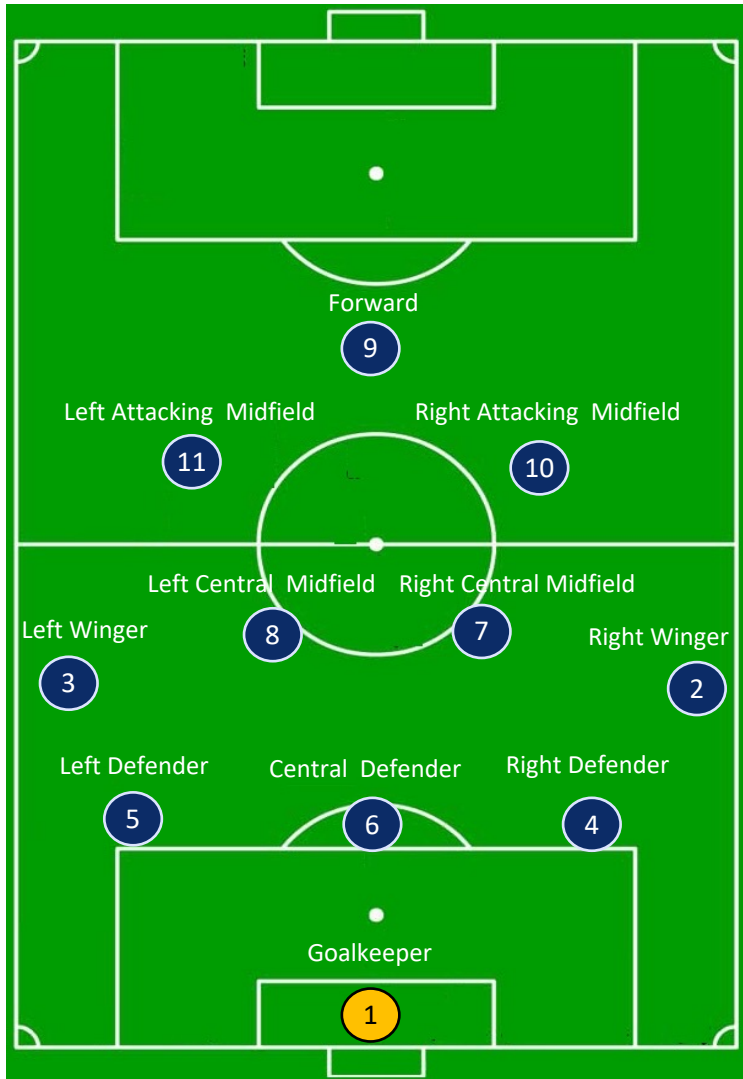 Forward
9
Left Attacking  Midfield
Right Attacking  Midfield
11
10
Left Central  Midfield
Right Central Midfield
Left Winger
8
7
Right Winger
3
2
Left Defender
Central  Defender
Right Defender
5
6
4
Goalkeeper
1